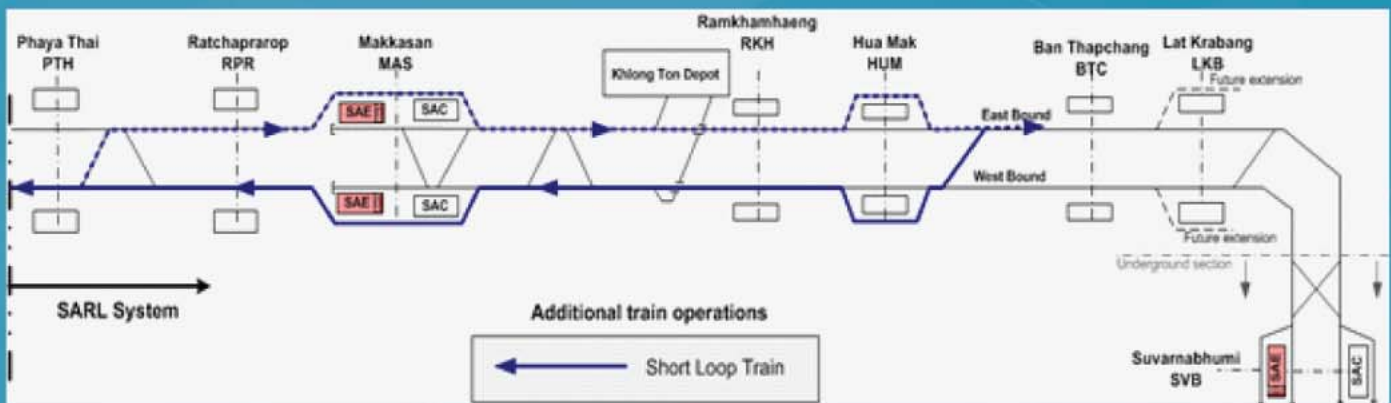 Phaya Thai
PTH
Ratchaprarop
RPR
Makkasan
MAS
Ramkhamhaeng
RKH
Hua Mak
HUM
Ban Thapchang
BTC
Lat Krabang
LKB
Khlong Ton Depot
Future extension
SAE
SAC
East Bound
West Bound
SAE
SAC
Future extension
Underground section
SARL System
Additional train operations
Short Loop Train
Suvarnabhumi
SVB
SAE
SAC